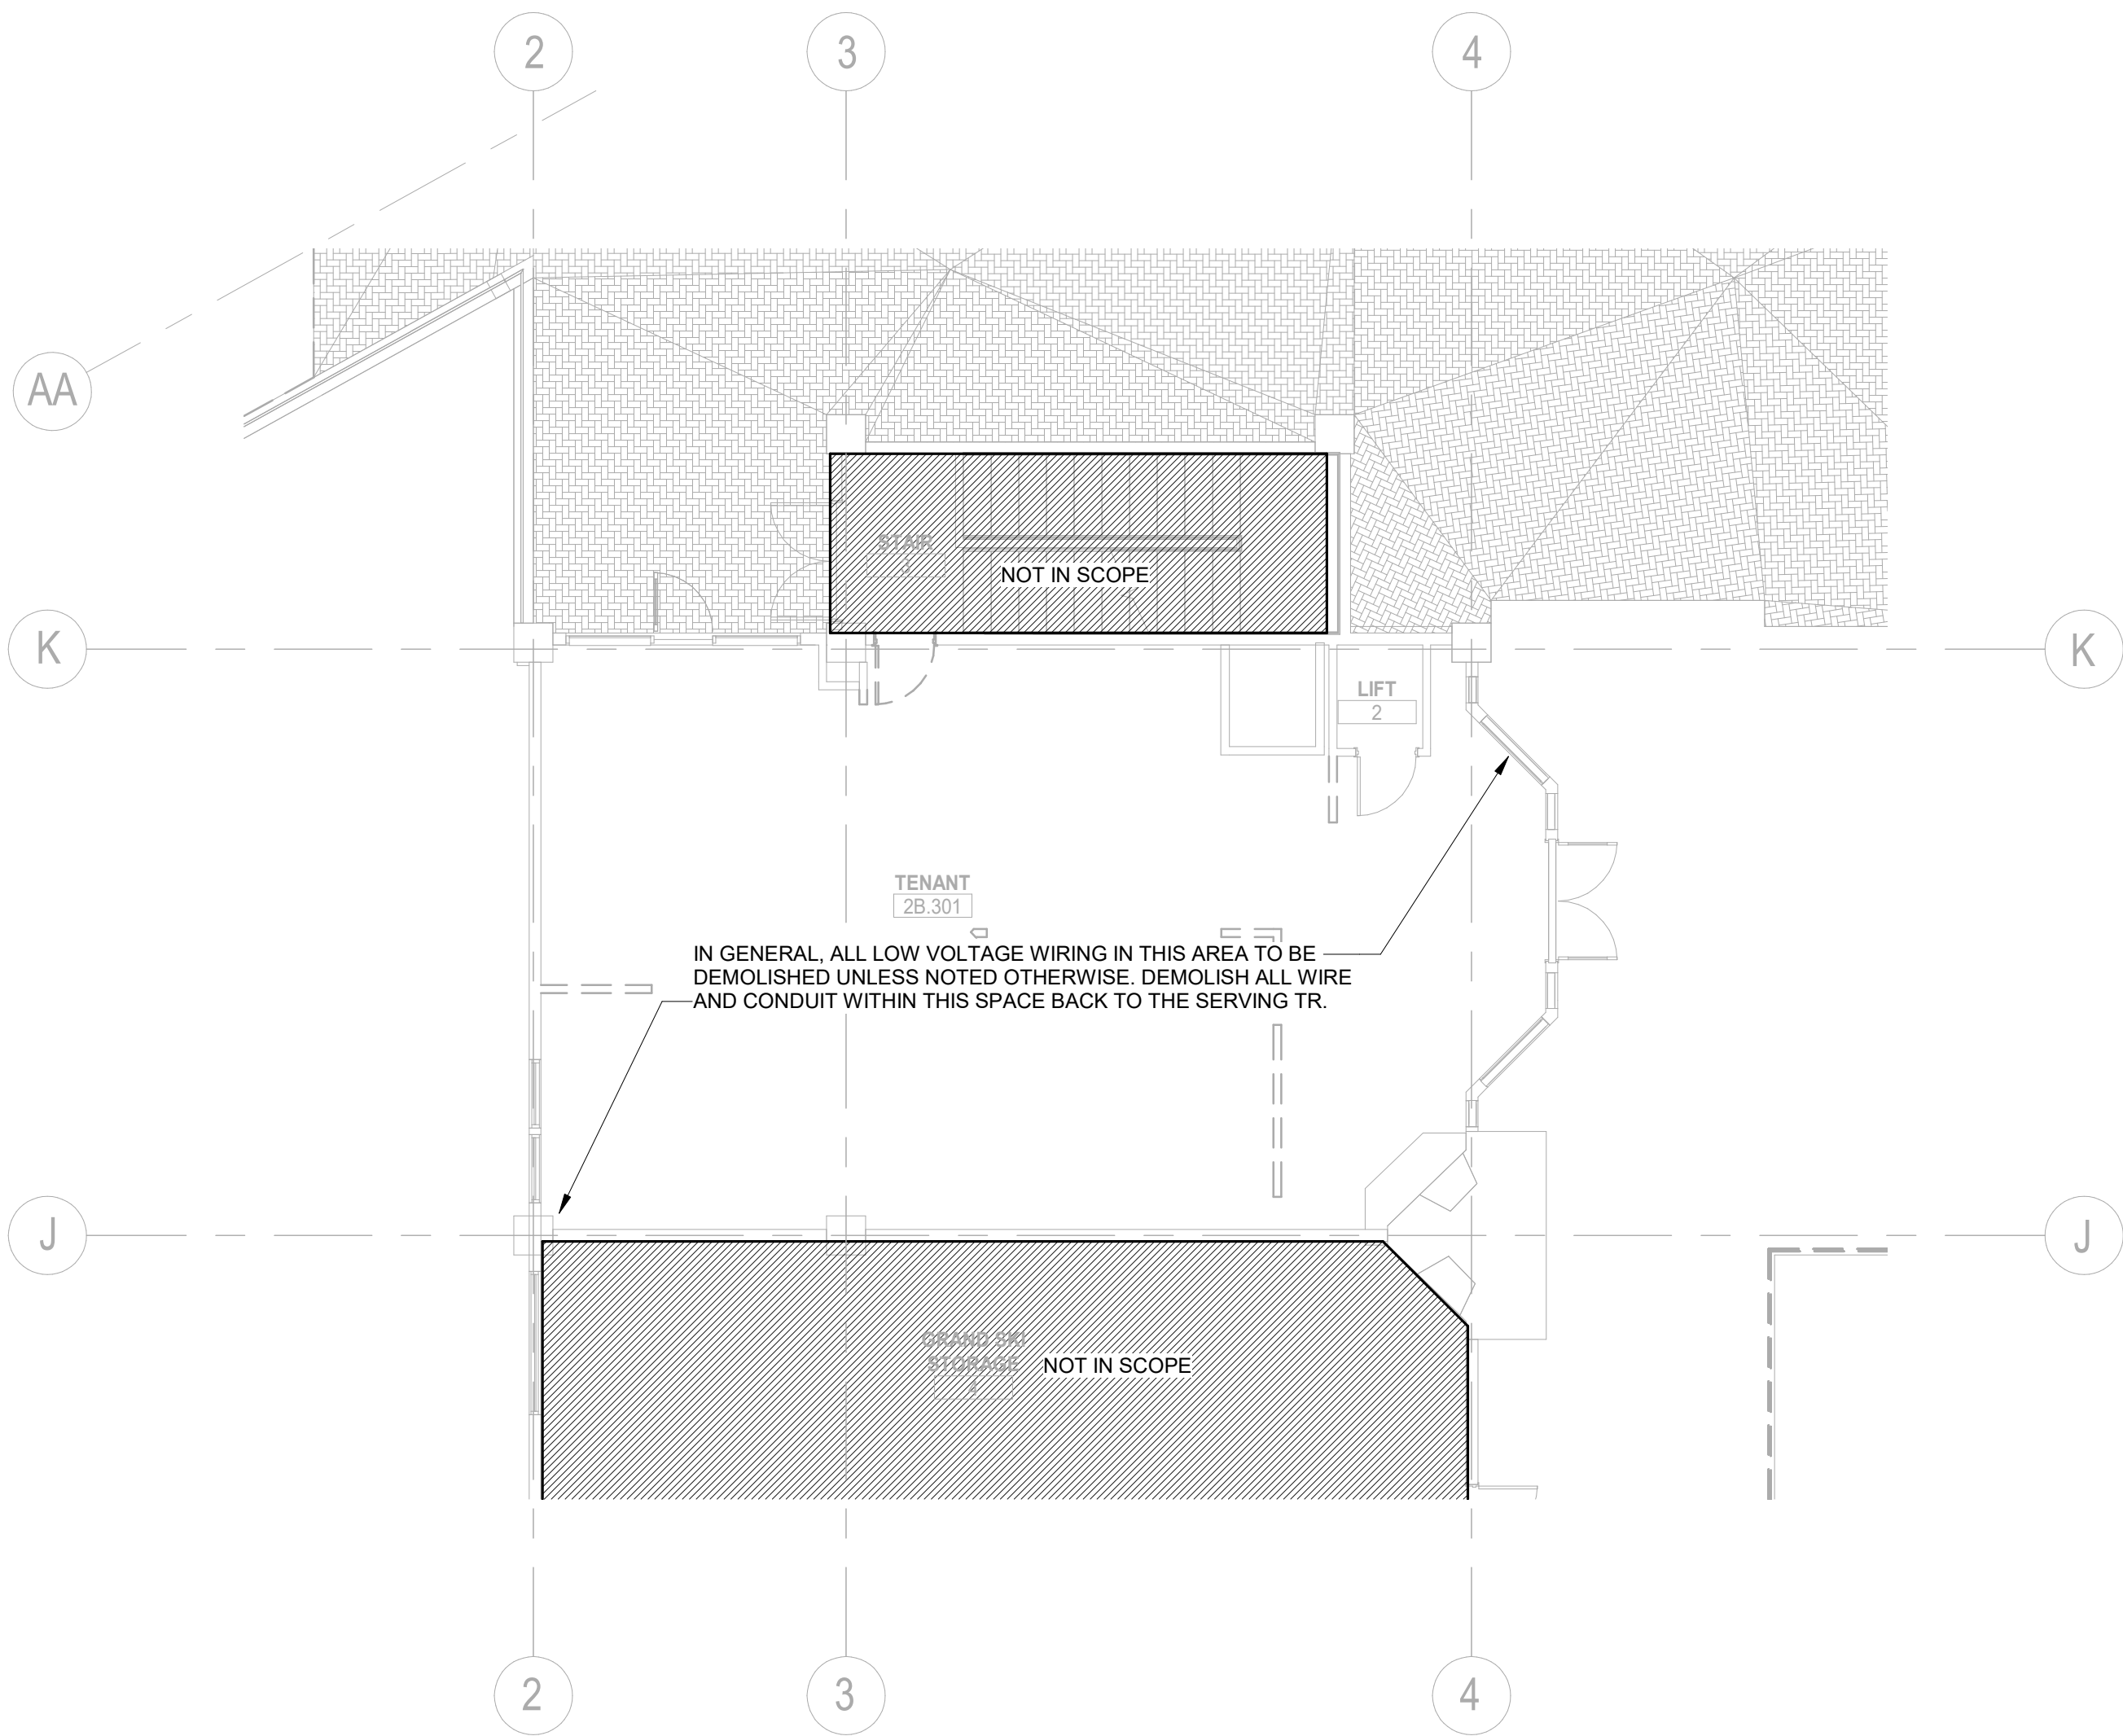 2
3
4
AA
STAIR
3
NOT IN SCOPE
K
K
LIFT
2
TENANT
2B.301
IN GENERAL, ALL LOW VOLTAGE WIRING IN THIS AREA TO BE
DEMOLISHED UNLESS NOTED OTHERWISE. DEMOLISH ALL WIRE
AND CONDUIT WITHIN THIS SPACE BACK TO THE SERVING TR.
J
J
GRAND SKI
STORAGE
4
NOT IN SCOPE
2
3
4